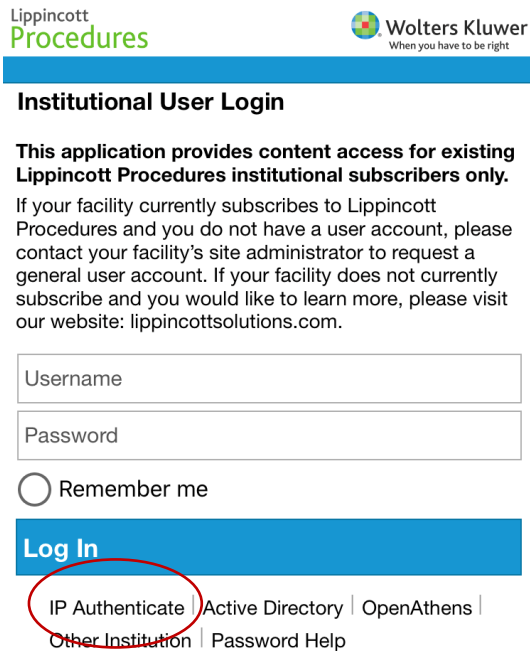 Lippincott
Procedures
Wolters Kluwer
When you have to be right
Institutional User Login
This application provides content access for existing
Lippincott Procedures institutional subscribers only.
If your facility currently subscribes to Lippincott
Procedures and you do not have a user account, please
contact your facility’s site administrator to request a
general user account. If your facility does not currently
subscribe and you would like to learn more, please visit
our website: lippincottsolutions.com.
Username
Password
Remember me
Log In
IP Authenticate | Active Directory | OpenAthens |
Other Institution | Password Help